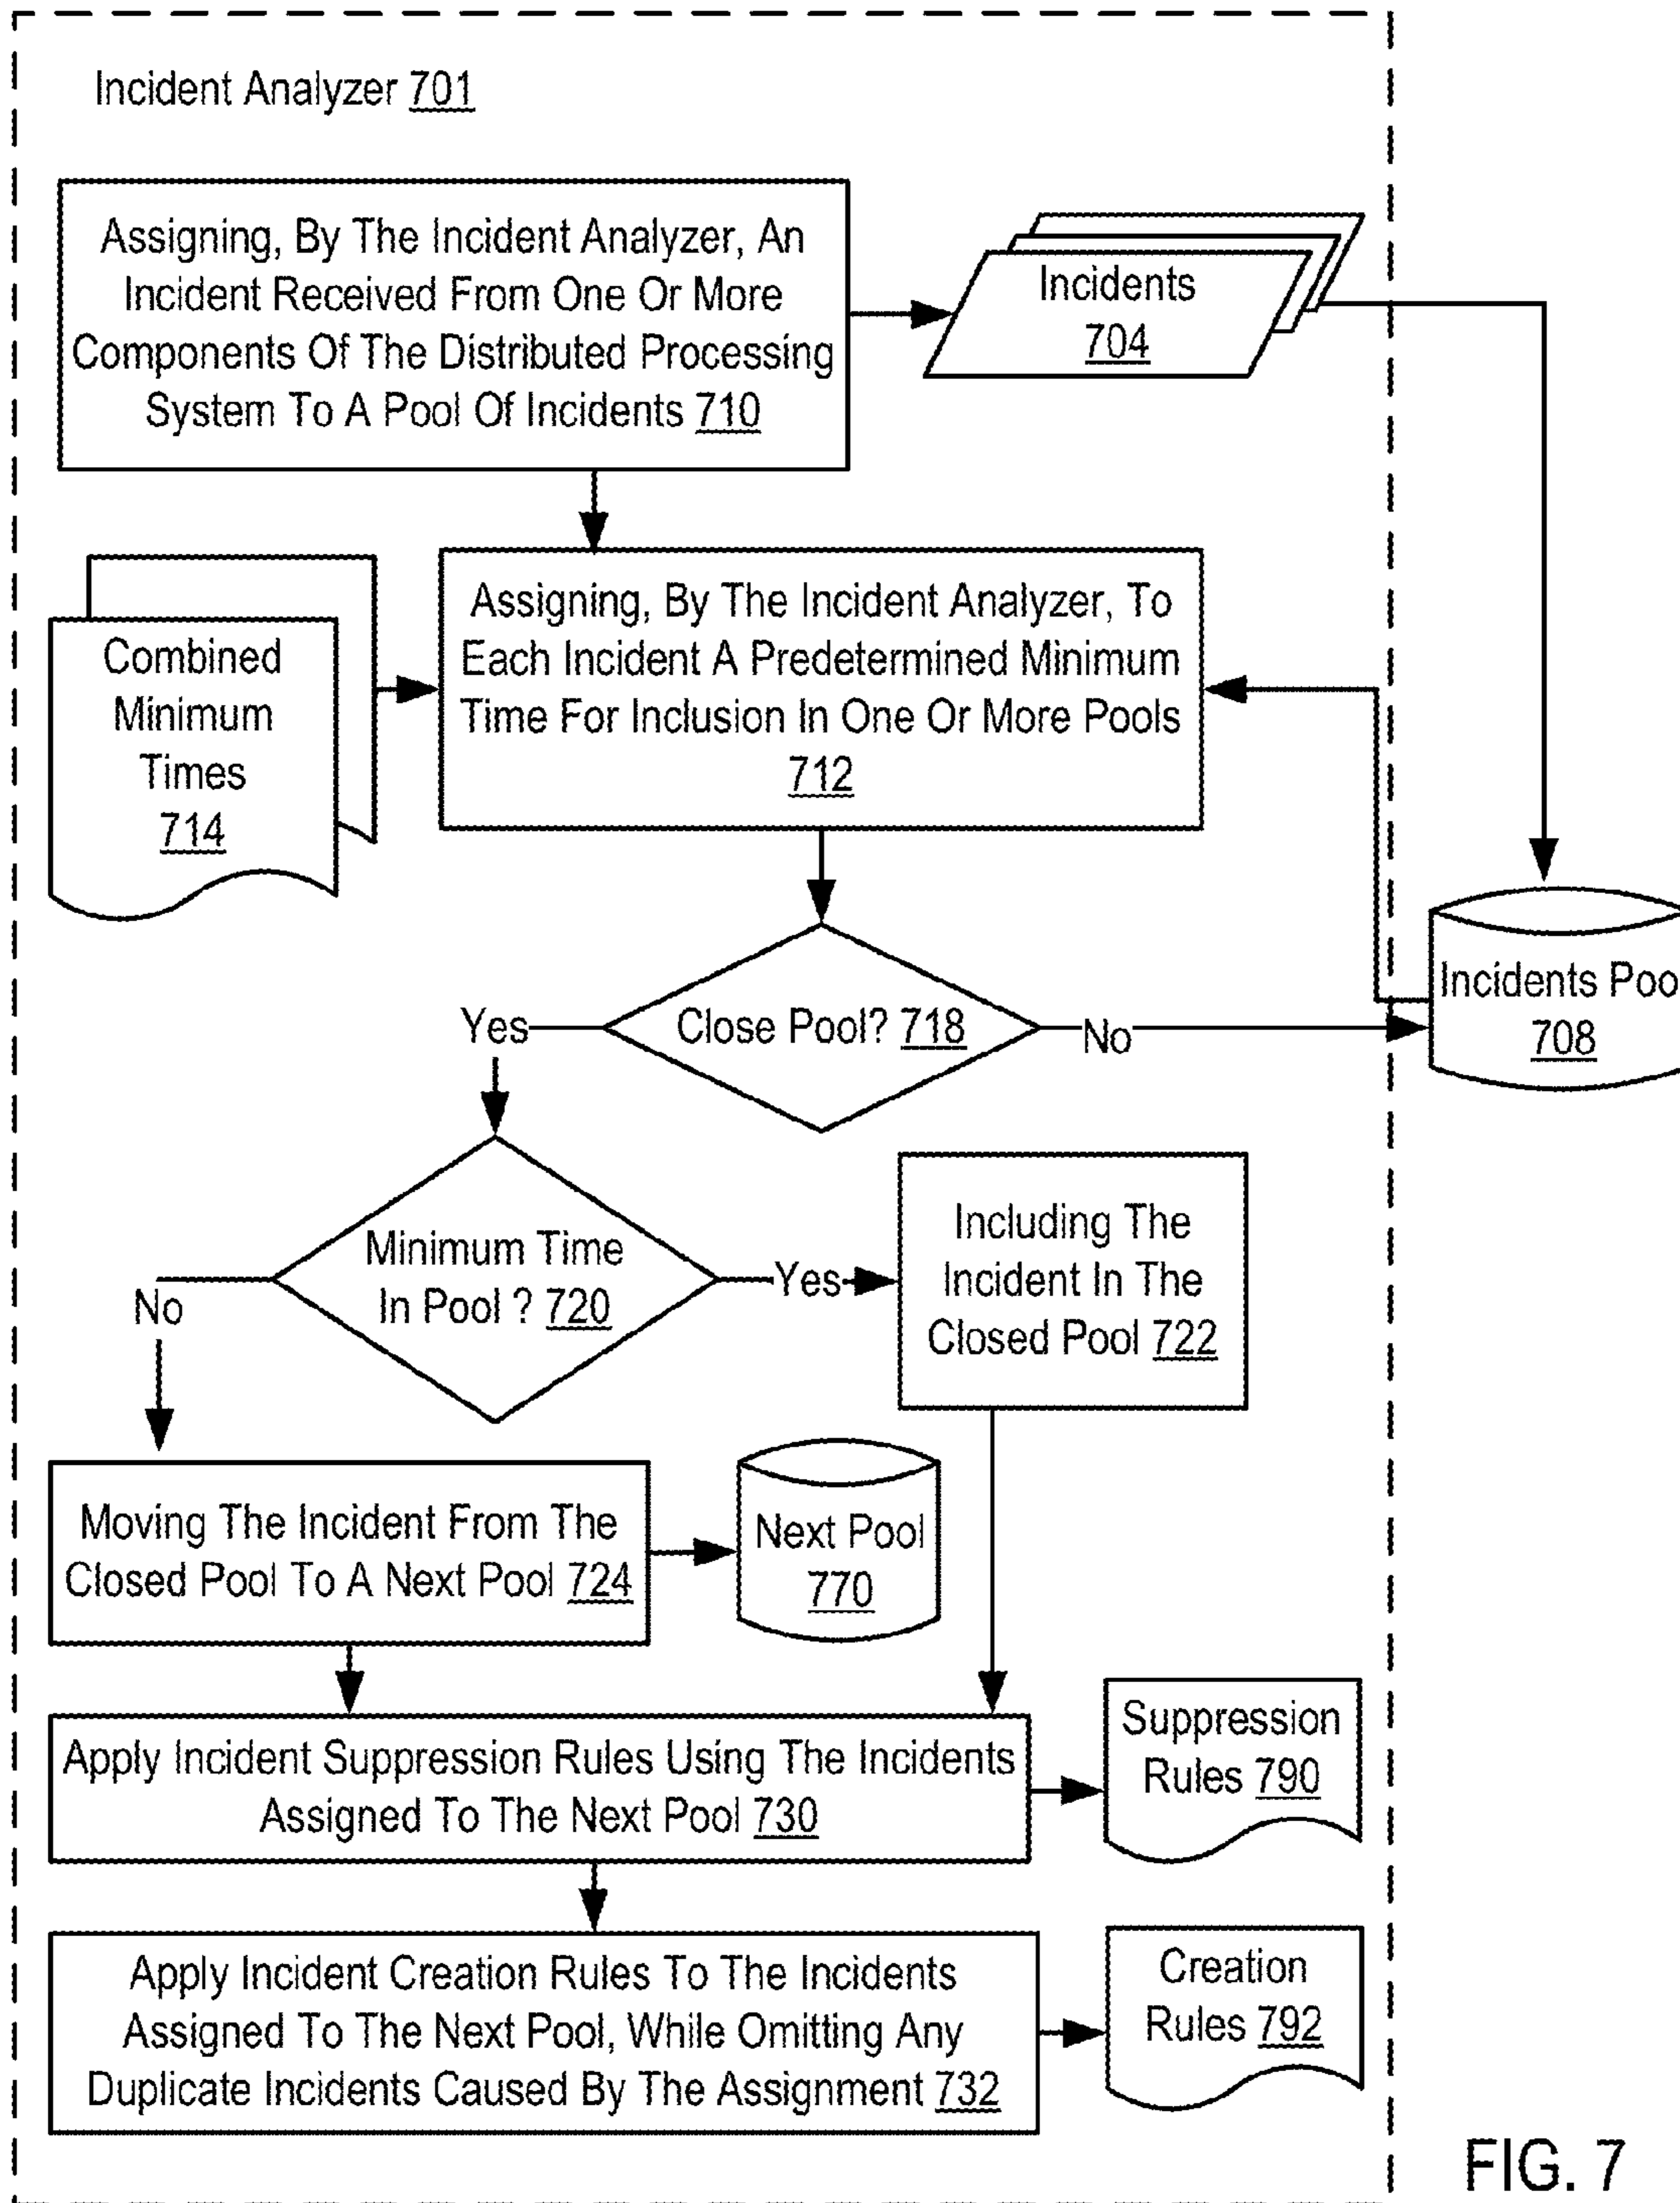 Incident Analyzer 701
Assigning, By The Incident Analyzer, An
Incident Received From One Or More
Components Of The Distributed Processing
System To A Pool Of Incidents 710
Incidents
704
Combined
Minimum
Times
714
Assigning, By The Incident Analyzer, To
Each Incident A Predetermined Minimum
Time For Inclusion In One Or More Pools
712
Close Pool? 718
Yes
No
Incidents Poo
708
Minimum Time
In Pool ? 720
Yes
No
Including The
Incident In The
Closed Pool 722
Moving The Incident From The
Closed Pool To A Next Pool 724
Next Pool
770
Apply Incident Suppression Rules Using The Incidents
Assigned To The Next Pool 730
Suppression
Rules 790
Apply Incident Creation Rules To The Incidents
Assigned To The Next Pool, While Omitting Any
Duplicate Incidents Caused By The Assignment 732
Creation
Rules 792
FIG. 7